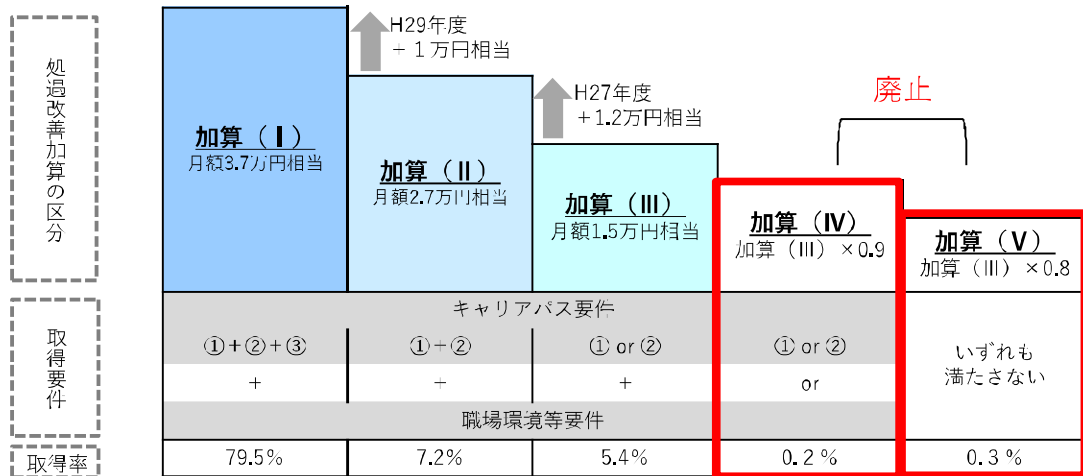 処遇改善加算の区分
H29年度
+１万円相当
H27年度
+1.2万円相当
廃止
加算（Ⅰ）
月額3.7万円相当
加算（Ⅱ）
月額2.7万円相当
加算（Ⅲ）
月額1.5万円相当
加算（Ⅳ）
加算（Ⅲ）×0.9
加算（Ⅴ）
加算（Ⅲ）×0.8
取得要件
キャリアパス要件
①+②+③ ①+② ①or② ①or②
+ + + or
いずれも
満たさない
職場環境等要件
取得率 79.5% 7.2% 5.4% 0.2% 0.3%